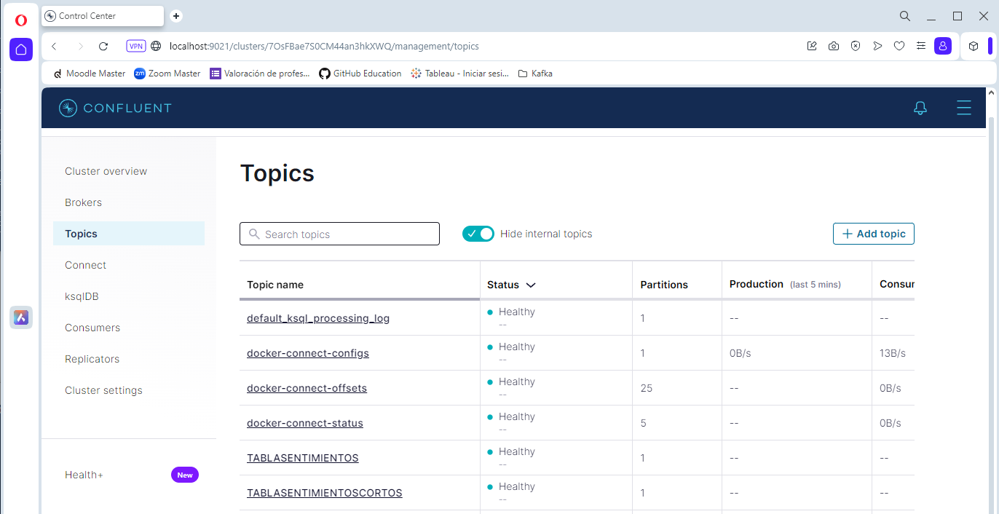 Control Center
VPN localhost:9021/clusters/7OsFBae7S0CM44an3hkXWQ/management/topics
Moodle Master zm Zoom Master Valoración de profes... GitHub Education Tableau - Iniciar sesi... Kafka
CONFLUENT
Cluster overview
Brokers
Topics
Connect
ksqlDB
Consumers
Replicators
Cluster settings
Health+ New
Topics
Search topics Hide internal topics + Add topic
Topic name Status Partitions Production (last 5 mins) Consur
default_ksql_processing_log Healthy 1 -- --
--
docker-connect-configs Healthy 1 0B/s 13B/s
--
docker-connect-offsets Healthy 25 -- 0B/s
--
docker-connect-status Healthy 5 -- 0B/s
--
TABLASENTIMIENTOS Healthy 1 -- --
--
TABLASENTIMIENTOSCORTOS Healthy 1 -- --
--